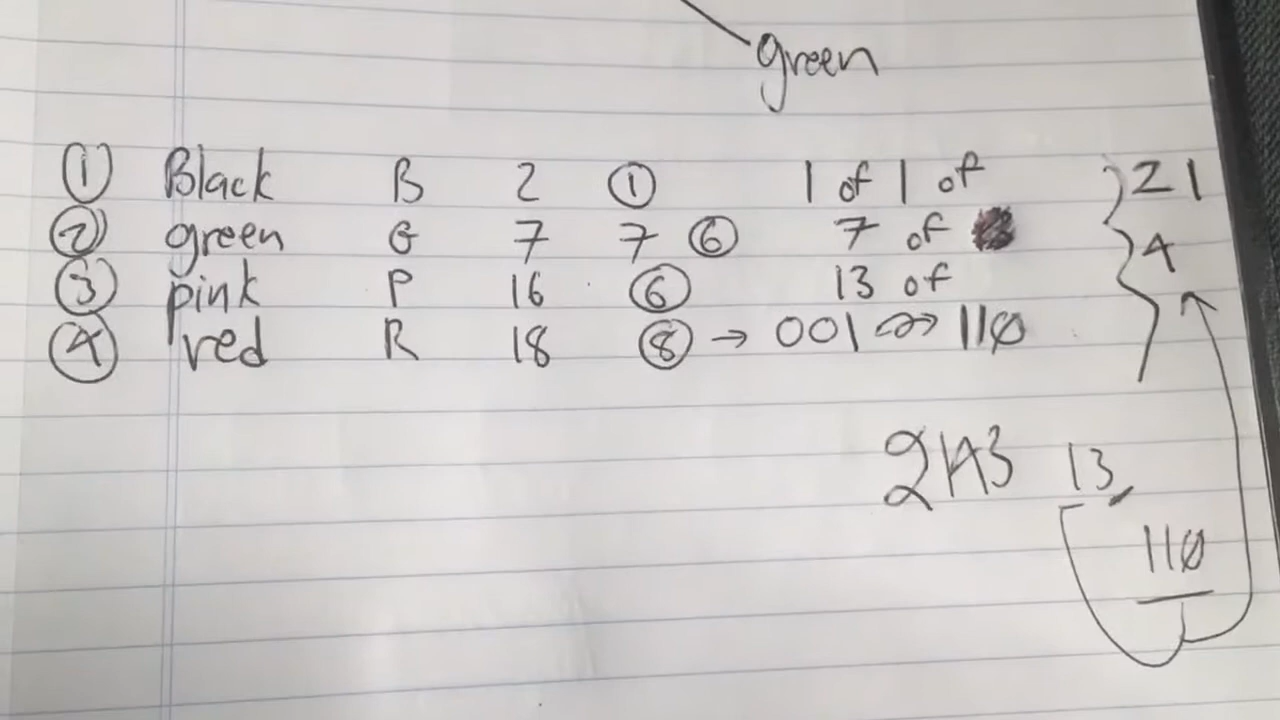 green
① Black B 2 ① 1 of 1 of } 21
② green G 7 7 ⑥ 7 of } 4
③ pink P 16 ⑥ 13 of
④ red R 18 ⑧ → 001 ↔ 110
2143 13,
110